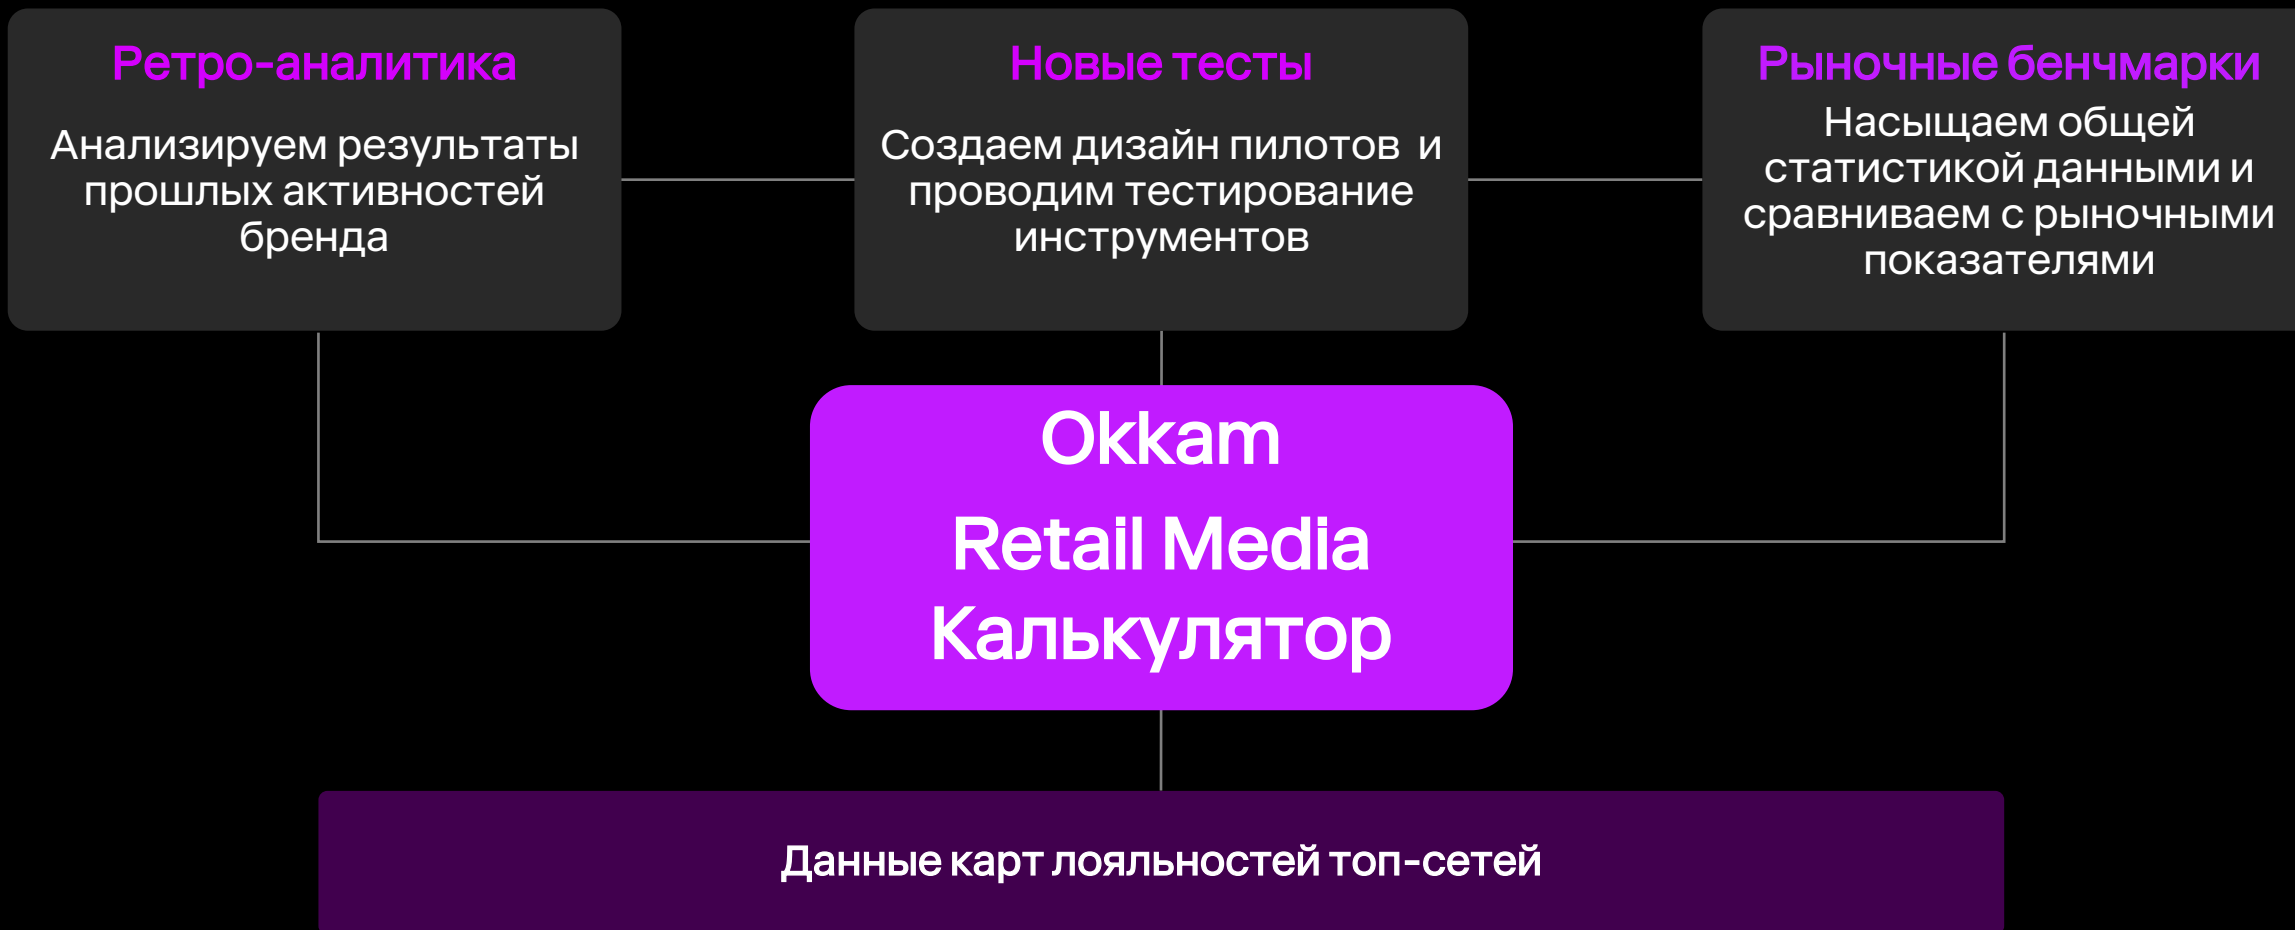 Ретро-аналитика
Анализируем результаты
прошлых активностей
бренда
Новые тесты
Создаем дизайн пилотов  и
проводим тестирование
инструментов
Рыночные бенчмарки
Насыщаем общей
статистикой данными и
сравниваем с рыночными
показателями
Okkam
Retail Media
Калькулятор
Данные карт лояльностей топ-сетей